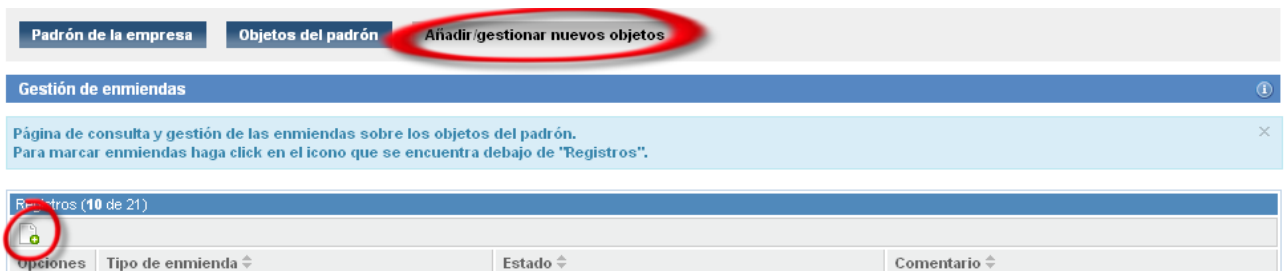 Padrón de la empresa Objetos del padrón Añadir/gestionar nuevos objetos
Gestión de enmiendas
Página de consulta y gestión de las enmiendas sobre los objetos del padrón.
Para marcar enmiendas haga click en el icono que se encuentra debajo de "Registros".
Registros (10 de 21)
Opciones Tipo de enmienda Estado Comentario